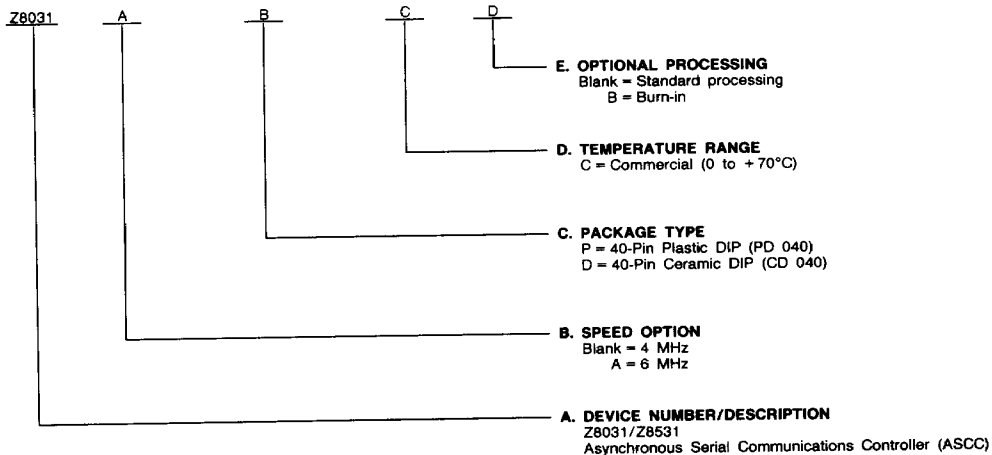 Z8031 A B C D
E. OPTIONAL PROCESSING
Blank = Standard processing
B = Burn-in
D. TEMPERATURE RANGE
C = Commercial (0 to +70°C)
C. PACKAGE TYPE
P = 40-Pin Plastic DIP (PD 040)
D = 40-Pin Ceramic DIP (CD 040)
B. SPEED OPTION
Blank = 4 MHz
A = 6 MHz
A. DEVICE NUMBER/DESCRIPTION
Z8031/Z8531
Asynchronous Serial Communications Controller (ASCC)